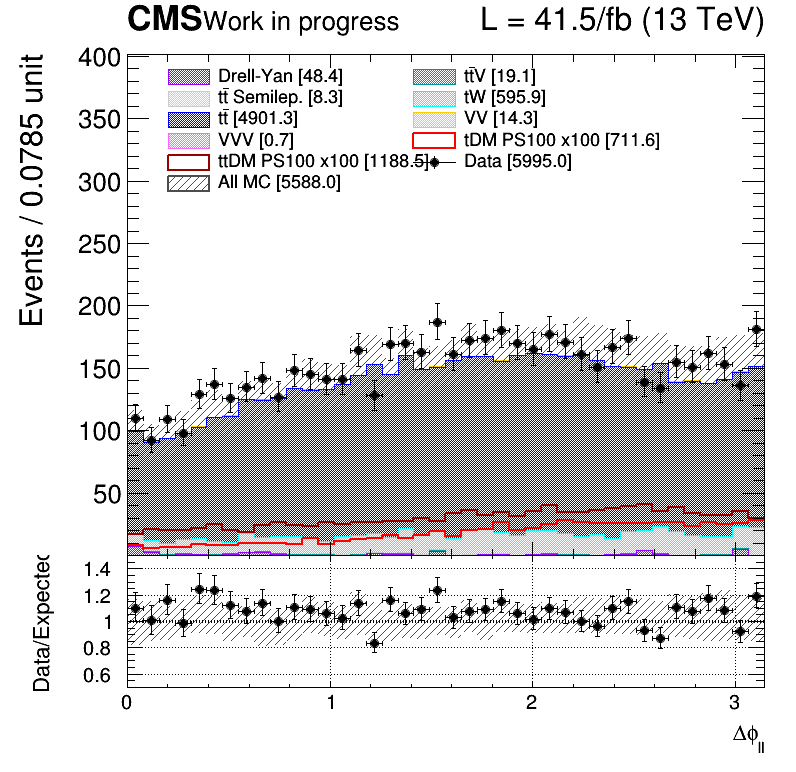 CMS Work in progress L = 41.5/fb (13 TeV)
Events / 0.0785 unit
400
350
300
250
200
150
100
50
Drell-Yan [48.4]
tt̄ Semilep. [8.3]
tt̄ [4901.3]
VVV [0.7]
ttDM PS100 x100 [1188.5]
All MC [5588.0]
tt̄V [19.1]
tW [595.9]
VV [14.3]
tDM PS100 x100 [711.6]
Data [5995.0]
Data/Expected
1.4
1.2
1
0.8
0.6
0 1 2 3
Δϕll